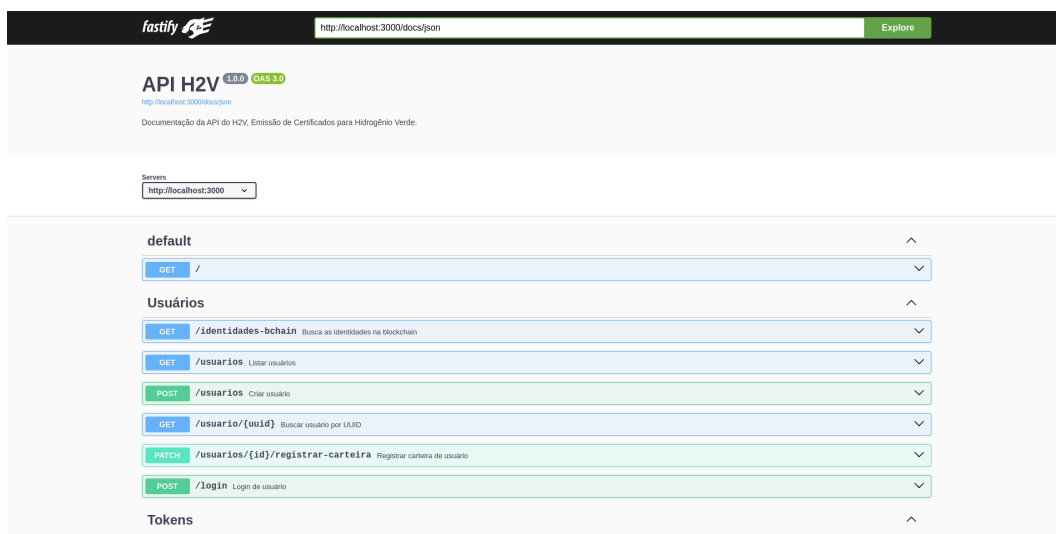 fastify
http://localhost:3000/docs/json
Explore
API H2V 1.0.0 OAS 3.0
http://localhost:3000/docs/json
Documentação da API do H2V, Emissão de Certificados para Hidrogênio Verde.
Servers
http://localhost:3000
default
GET /
Usuários
GET /identidades-bchain Busca as identidades na blockchain
GET /usuarios Listar usuários
POST /usuarios Criar usuário
GET /usuario/{uuid} Buscar usuário por UUID
PATCH /usuarios/{id}/registrar-carteira Registrar carteira de usuário
POST /login Login de usuário
Tokens